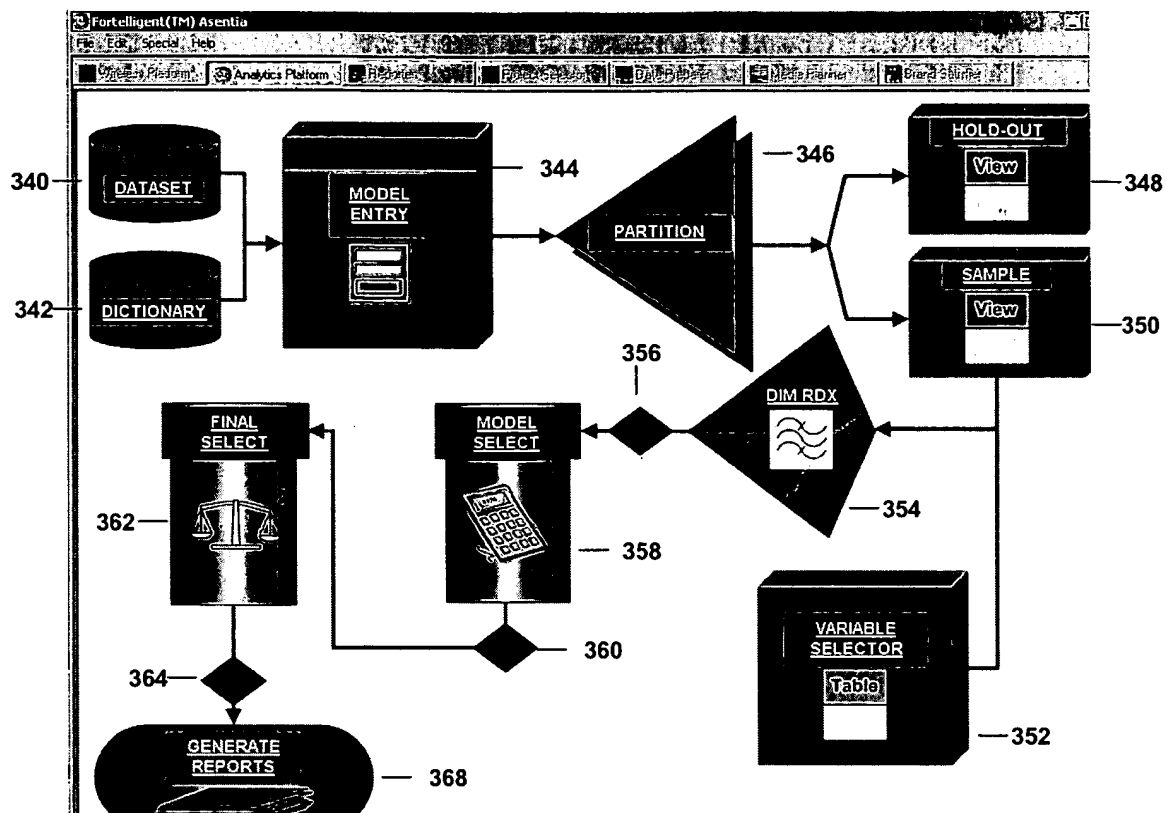 Fortelligent(TM) Asentia
File Edit Special Help
Analytics Platform
Media Planner
HOLD-OUT
View
348
346
344
340
DATASET
MODEL
ENTRY
PARTITION
SAMPLE
View
350
342
DICTIONARY
356
DIM RDX
354
FINAL
SELECT
MODEL
SELECT
362
358
360
VARIABLE
SELECTOR
Table
352
364
GENERATE
REPORTS
368